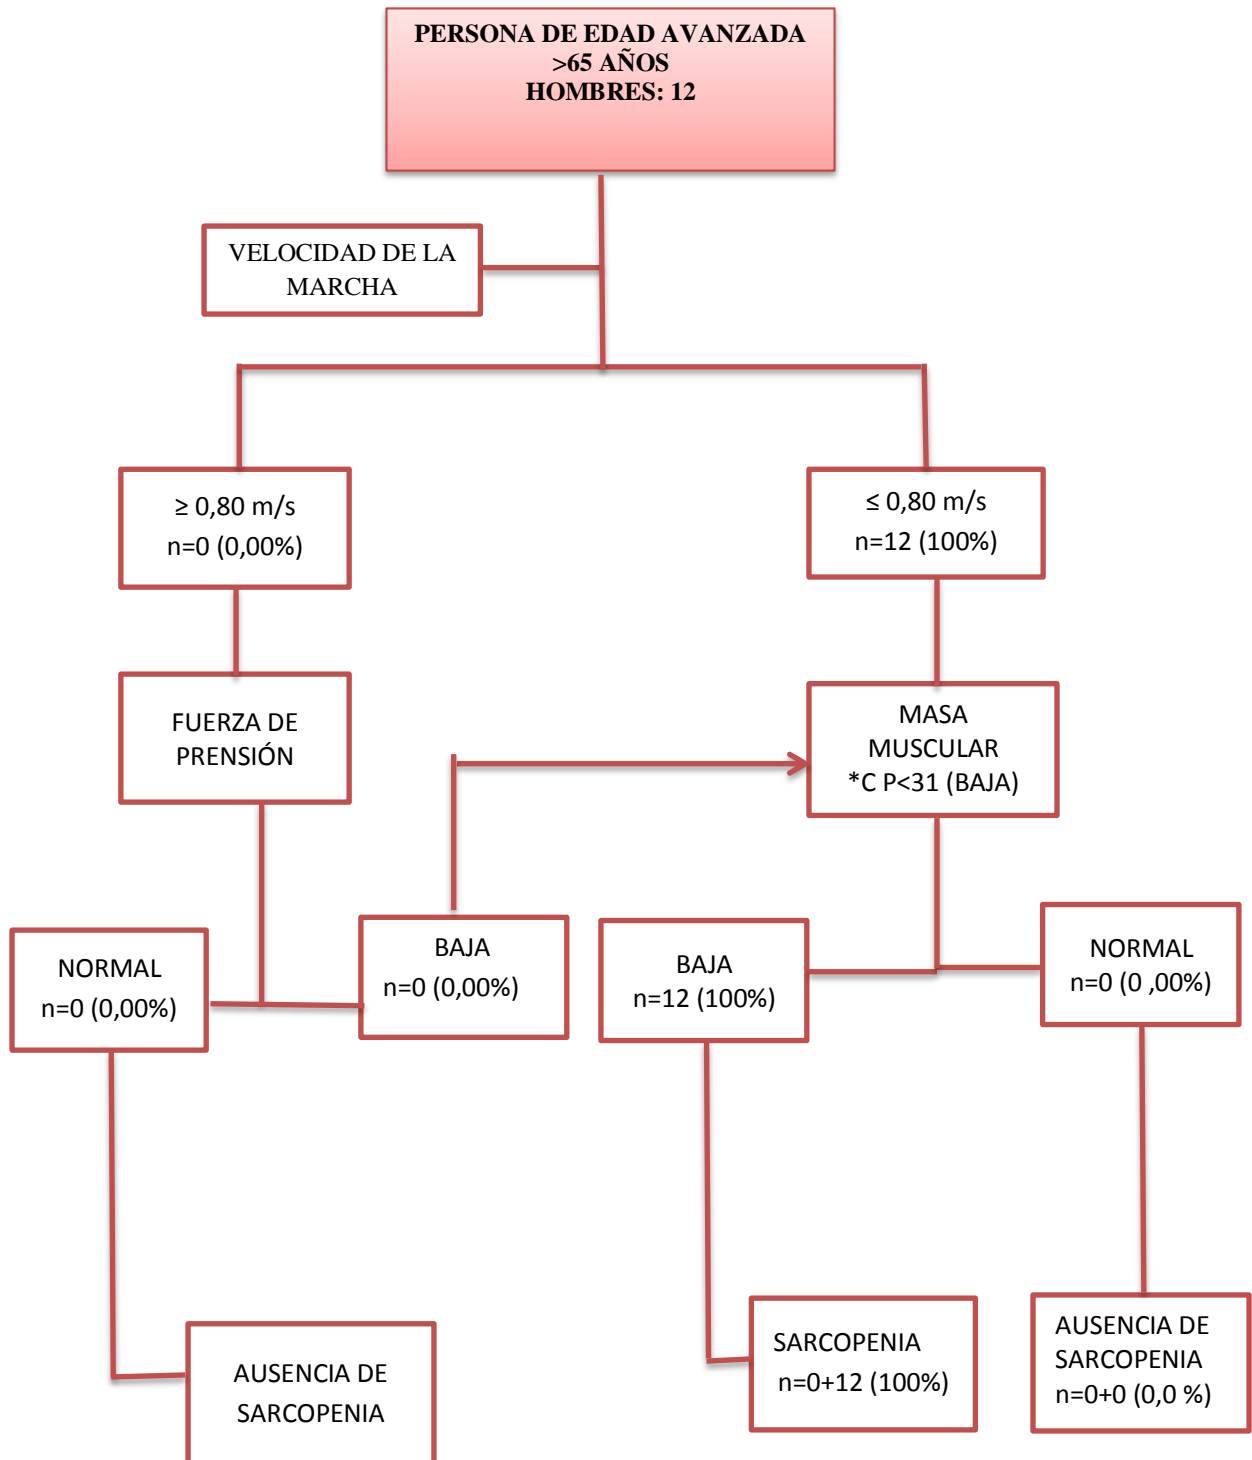 PERSONA DE EDAD AVANZADA
>65 AÑOS
HOMBRES: 12
VELOCIDAD DE LA
MARCHA
≥ 0,80 m/s
n=0 (0,00%)
≤ 0,80 m/s
n=12 (100%)
FUERZA DE
PRENSIÓN
MASA
MUSCULAR
*C P<31 (BAJA)
NORMAL
n=0 (0,00%)
BAJA
n=0 (0,00%)
BAJA
n=12 (100%)
NORMAL
n=0 (0 ,00%)
AUSENCIA DE
SARCOPENIA
SARCOPENIA
n=0+12 (100%)
AUSENCIA DE
SARCOPENIA
n=0+0 (0,0 %)